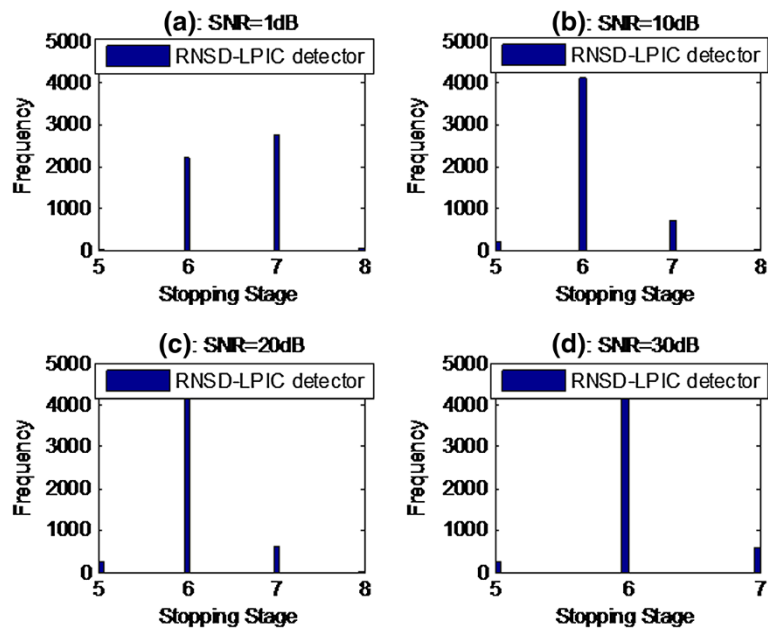 (a): SNR=1dB
5000
4000
3000
2000
1000
0
Frequency
RNSD-LPIC detector
5 6 7 8
Stopping Stage
(b): SNR=10dB
5000
4000
3000
2000
1000
0
Frequency
RNSD-LPIC detector
5 6 7 8
Stopping Stage
(c): SNR=20dB
5000
4000
3000
2000
1000
0
Frequency
RNSD-LPIC detector
5 6 7 8
Stopping Stage
(d): SNR=30dB
5000
4000
3000
2000
1000
0
Frequency
RNSD-LPIC detector
5 6 7
Stopping Stage